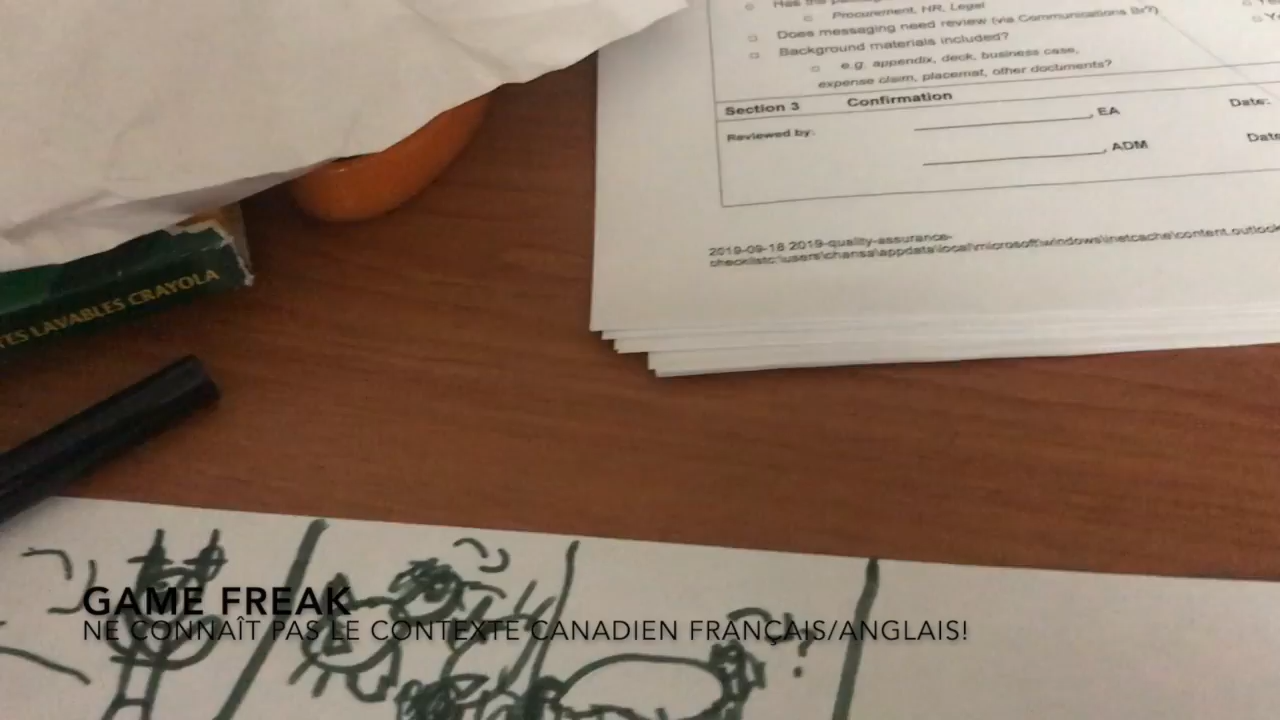 Procurement, HR, Legal
Does messaging need review (via Communications Br?)
Background materials included?
e.g. appendix, deck, business case,
expense claim, placemat, other documents?
Section 3 Confirmation
Reviewed by: , EA Date:
, ADM
2019-09-18 2019-quality-assurance-
checklistc:\users\chansa\appdata\local\microsoft\windows\inetcache\content.outlook
LAVABLES CRAYOLA
GAME FREAK
NE CONNAÎT PAS LE CONTEXTE CANADIEN FRANÇAIS/ANGLAIS!